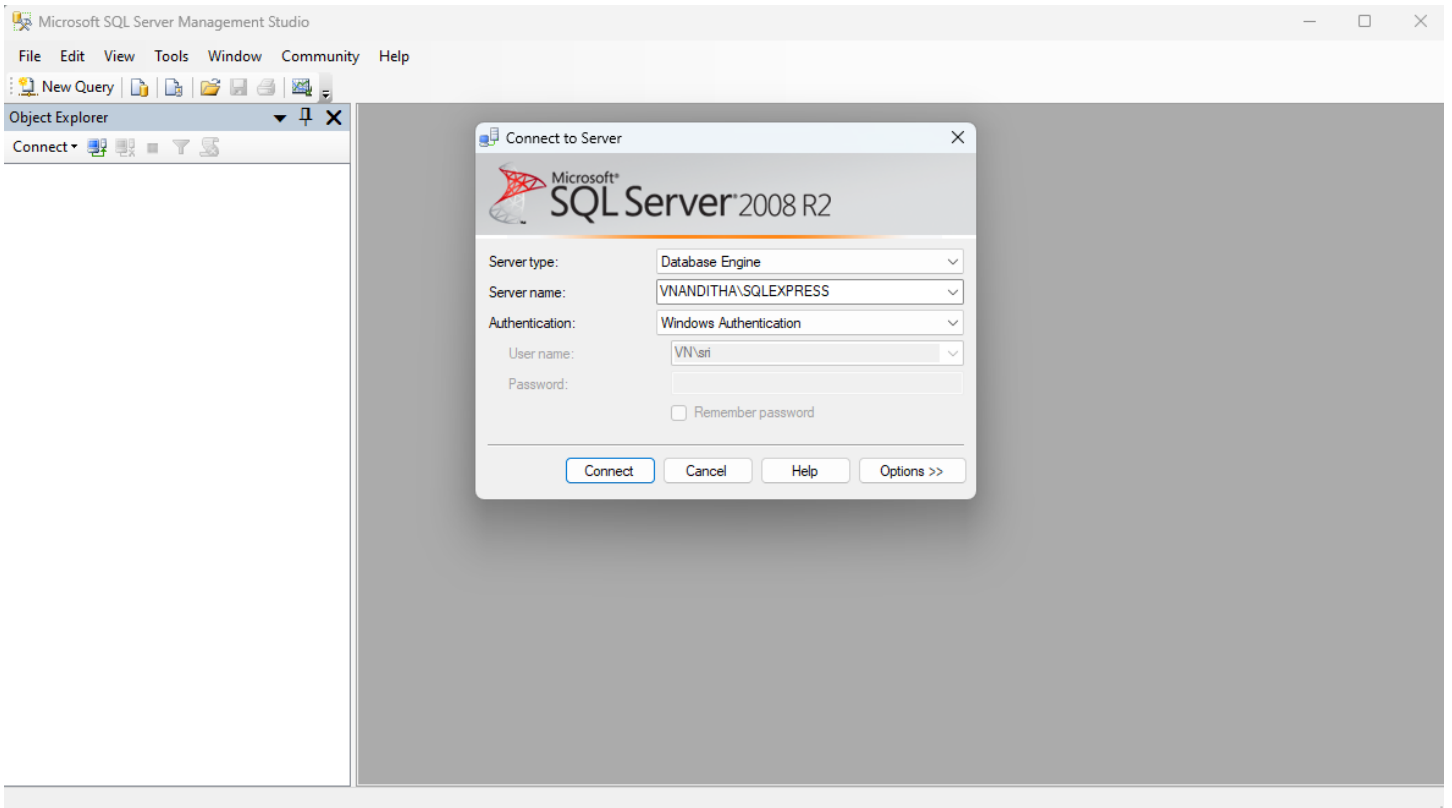 Microsoft SQL Server Management Studio
File Edit View Tools Window Community Help
New Query
Object Explorer
Connect
Connect to Server
Microsoft®
SQL Server® 2008 R2
Server type: Database Engine
Server name: VNANDITHA\SQLEXPRESS
Authentication: Windows Authentication
User name: VN\sri
Password:
Remember password
Connect Cancel Help Options >>